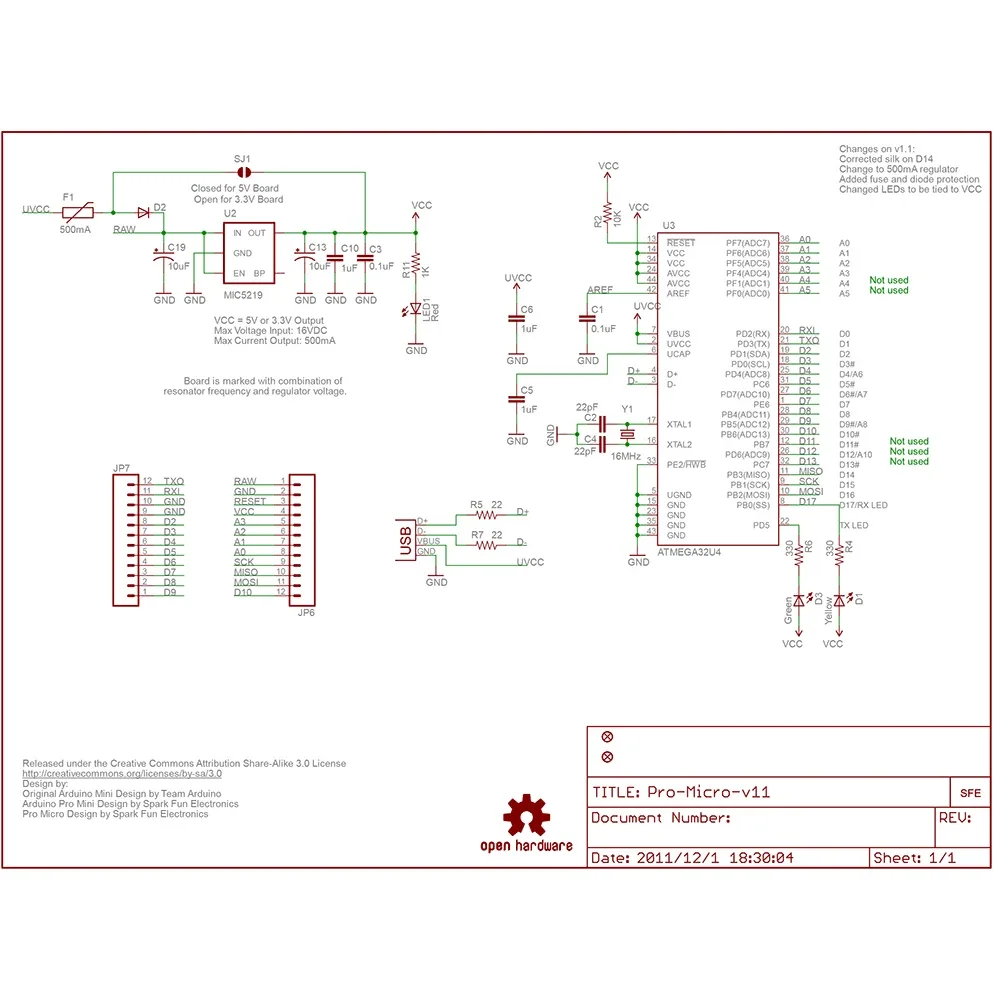 Changes on v1.1:
Corrected silk on D14
Change to 500mA regulator
Added fuse and diode protection
Changed LEDs to be tied to VCC
SJ1
Closed for 5V Board
Open for 3.3V Board
F1
UVCC
500mA
D2
RAW
U2
IN OUT
GND
EN BP
MIC5219
C19
10uF
GND
GND
C13
10uF
C10
1uF
C3
0.1uF
GND
GND
GND
VCC
R11
1K
LED1
Red
GND
VCC = 5V or 3.3V Output
Max Voltage Input: 16VDC
Max Current Output: 500mA
Board is marked with combination of
resonator frequency and regulator voltage.
VCC
R2
10K
VCC
UVCC
C6
1uF
GND
AREF
C1
0.1uF
GND
UVCC
C5
1uF
GND
D+
D-
22pF
C2
C4
22pF
GND
Y1
16MHz
GND
U3
13 RESET
14 VCC
34 VCC
24 AVCC
44 AVCC
42 AREF
7 VBUS
2 UVCC
6 UCAP
4 D+
3 D-
17 XTAL1
16 XTAL2
33 PE2/HWB
5 UGND
15 GND
23 GND
35 GND
43 GND
ATMEGA32U4
PF7(ADC7) 36 A0 A0
PF6(ADC6) 37 A1 A1
PF5(ADC5) 38 A2 A2
PF4(ADC4) 39 A3 A3
PF1(ADC1) 40 A4 A4 Not used
PF0(ADC0) 41 A5 A5 Not used
PD2(RX) 20 RXI D0
PD3(TX) 21 TXO D1
PD1(SDA) 19 D2 D2
PD0(SCL) 18 D3 D3#
PD4(ADC8) 25 D4 D4/A6
PC6 31 D5 D5#
PD7(ADC10) 27 D6 D6#/A7
PE6 1 D7 D7
PB4(ADC11) 28 D8 D8
PB5(ADC12) 29 D9 D9#/A8
PB6(ADC13) 30 D10 D10#
PB7 12 D11 D11# Not used
PD6(ADC9) 26 D12 D12/A10 Not used
PC7 32 D13 D13# Not used
PB3(MISO) 11 MISO D14
PB1(SCK) 9 SCK D15
PB2(MOSI) 10 MOSI D16
PB0(SS) 8 D17 D17/RX LED
PD5 22 TX LED
330
R6
330
R4
Green
D3
Yellow
D1
VCC
VCC
JP7
12 TXO
11 RXI
10 GND
9 GND
8 D2
7 D3
6 D4
5 D5
4 D6
3 D7
2 D8
1 D9
RAW 1
GND 2
RESET 3
VCC 4
A3 5
A2 6
A1 7
A0 8
SCK 9
MISO 10
MOSI 11
D10 12
JP6
USB
D+
D-
VBUS
GND
R5 22
D+
R7 22
D-
UVCC
GND
Released under the Creative Commons Attribution Share-Alike 3.0 License
http://creativecommons.org/licenses/by-sa/3.0
Design by:
Original Arduino Mini Design by Team Arduino
Arduino Pro Mini Design by Spark Fun Electronics
Pro Micro Design by Spark Fun Electronics
open hardware
TITLE: Pro-Micro-v11
SFE
Document Number:
REV:
Date: 2011/12/1 18:30:04
Sheet: 1/1